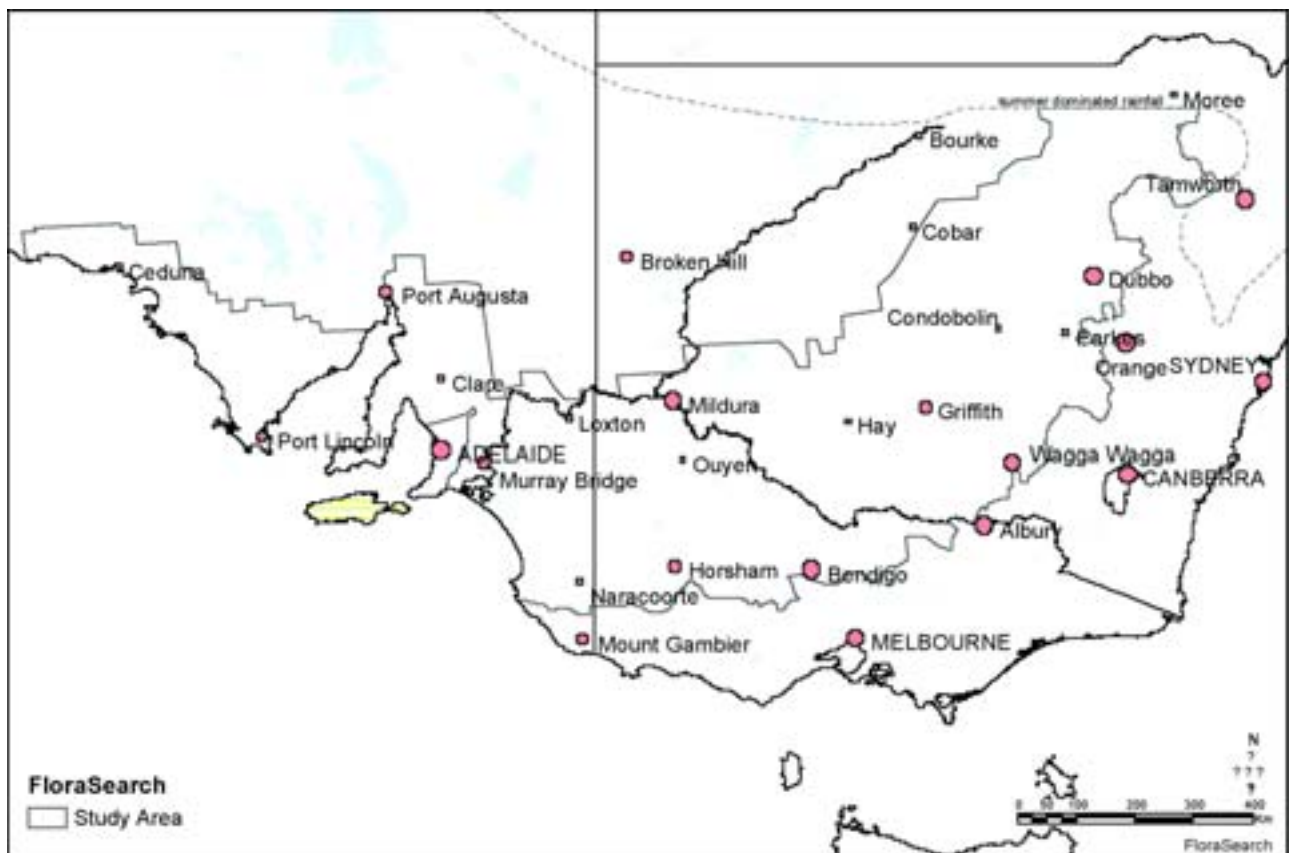 summer dominated rainfall
Moree
Bourke
Tamworth
Cobar
Ceduna
Broken Hill
Dubbo
Port Augusta
Condobolin
Parkes
Orange
SYDNEY
Clare
Mildura
Griffith
Loxton
Hay
Port Lincoln
ADELAIDE
Ouyen
Wagga Wagga
Murray Bridge
CANBERRA
Albury
Horsham
Bendigo
Naracoorte
Mount Gambier
MELBOURNE
N
?
? ? ?
?
FloraSearch
Study Area
0 50 100 200 300 400
Km
FloraSearch